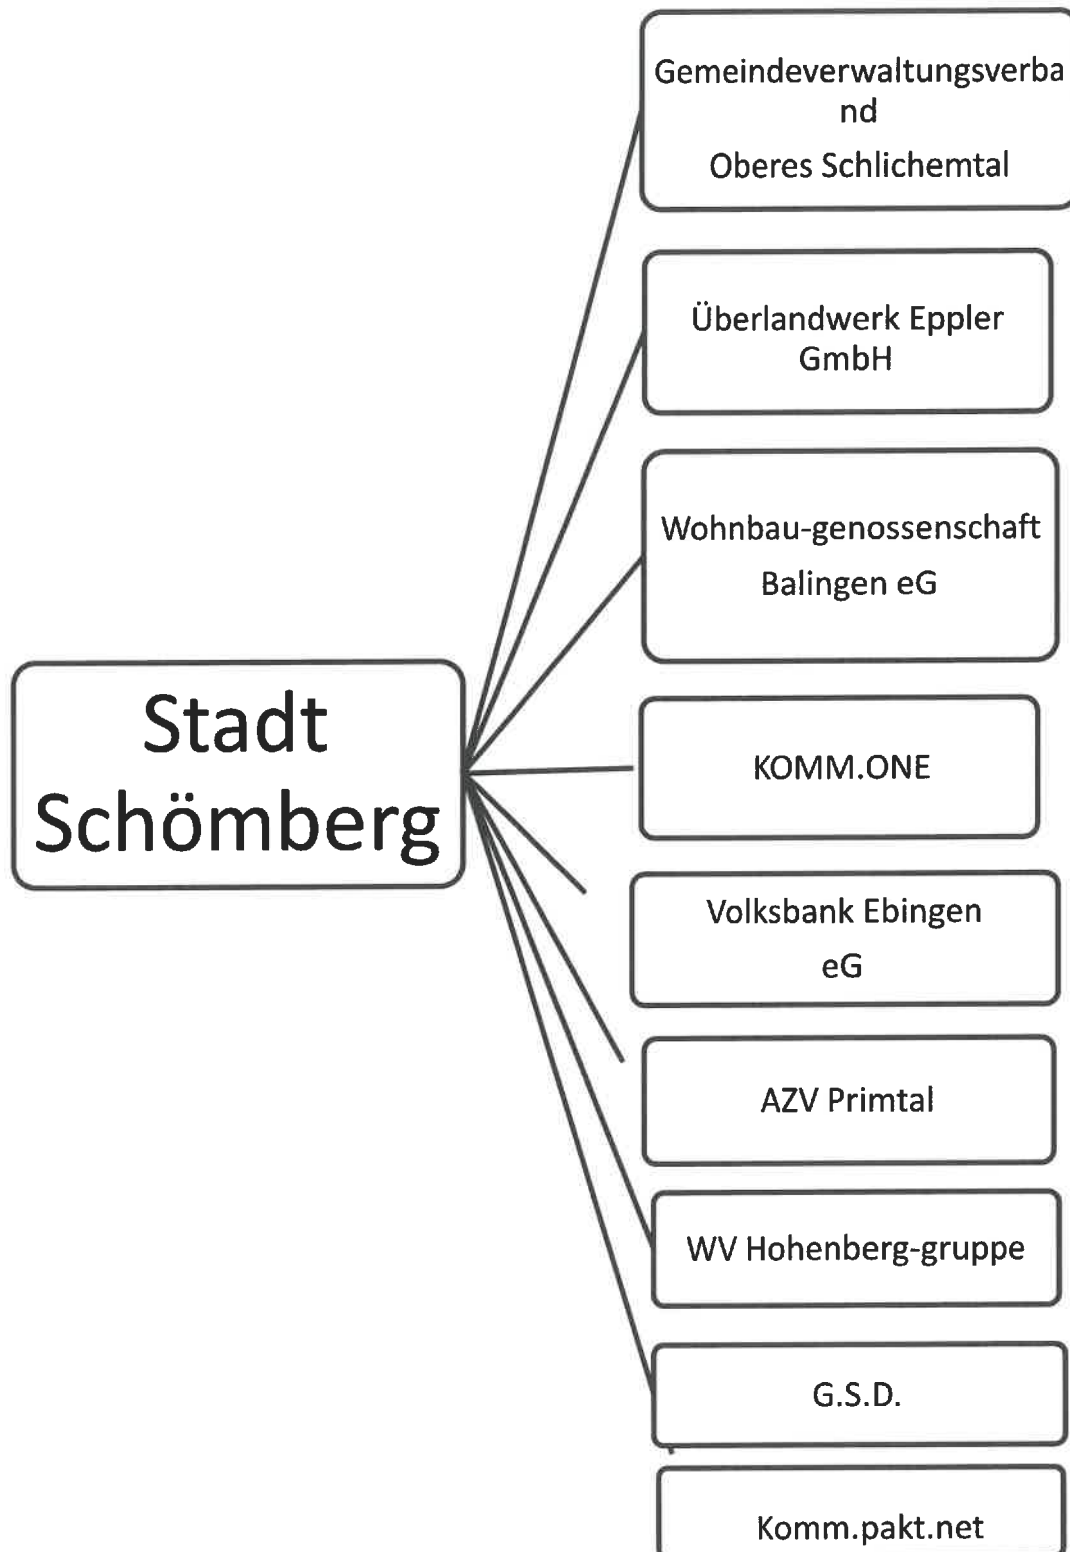 Gemeindeverwaltungsverba
nd
Oberes Schlichemtal
Überlandwerk Eppler
GmbH
Wohnbau-genossenschaft
Balingen eG
Stadt
Schömberg
KOMM.ONE
Volksbank Ebingen
eG
AZV Primtal
WV Hohenberg-gruppe
G.S.D.
Komm.pakt.net